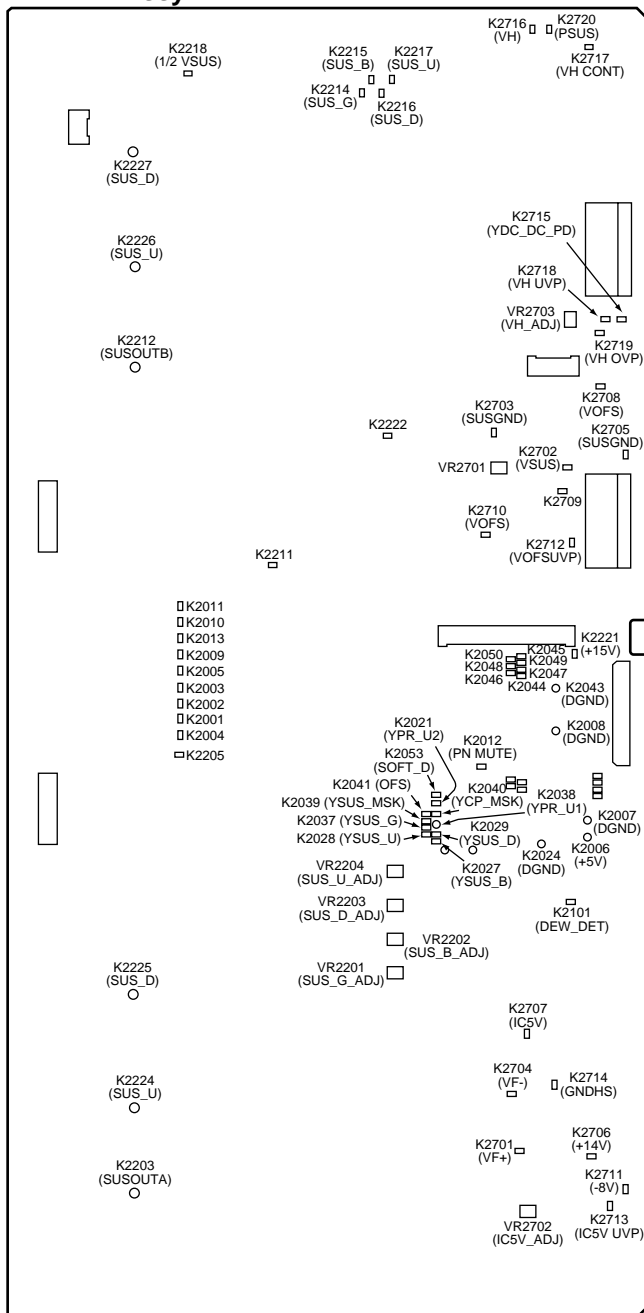 K2716
(VH)
K2720
(PSUS)
K2717
(VH CONT)
K2218
(1/2 VSUS)
K2215
(SUS_B)
K2217
(SUS_U)
K2214
(SUS_G)
K2216
(SUS_D)
K2227
(SUS_D)
K2715
(YDC_DC_PD)
K2226
(SUS_U)
K2718
(VH UVP)
VR2703
(VH_ADJ)
K2719
(VH OVP)
K2212
(SUSOUTB)
K2708
(VOFS)
K2703
(SUSGND)
K2705
(SUSGND)
K2222
K2702
(VSUS)
VR2701
K2709
K2710
(VOFS)
K2712
(VOFSUVP)
K2211
K2011
K2010
K2013
K2009
K2005
K2003
K2002
K2001
K2004
K2205
K2221
(+15V)
K2045
K2050
K2049
K2048
K2047
K2046
K2044
K2043
(DGND)
K2021
(YPR_U2)
K2008
(DGND)
K2012
(PN MUTE)
K2053
(SOFT_D)
K2041 (OFS)
K2040
(YCP_MSK)
K2038
(YPR_U1)
K2039 (YSUS_MSK)
K2037 (YSUS_G)
K2007
(DGND)
K2028 (YSUS_U)
K2029
(YSUS_D)
K2006
(+5V)
K2024
(DGND)
K2027
(YSUS_B)
VR2204
(SUS_U_ADJ)
VR2203
(SUS_D_ADJ)
K2101
(DEW_DET)
VR2202
(SUS_B_ADJ)
VR2201
(SUS_G_ADJ)
K2225
(SUS_D)
K2707
(IC5V)
K2704
(VF-)
K2714
(GNDHS)
K2224
(SUS_U)
K2701
(VF+)
K2706
(+14V)
K2203
(SUSOUTA)
K2711
(-8V)
K2713
(IC5V UVP)
VR2702
(IC5V_ADJ)